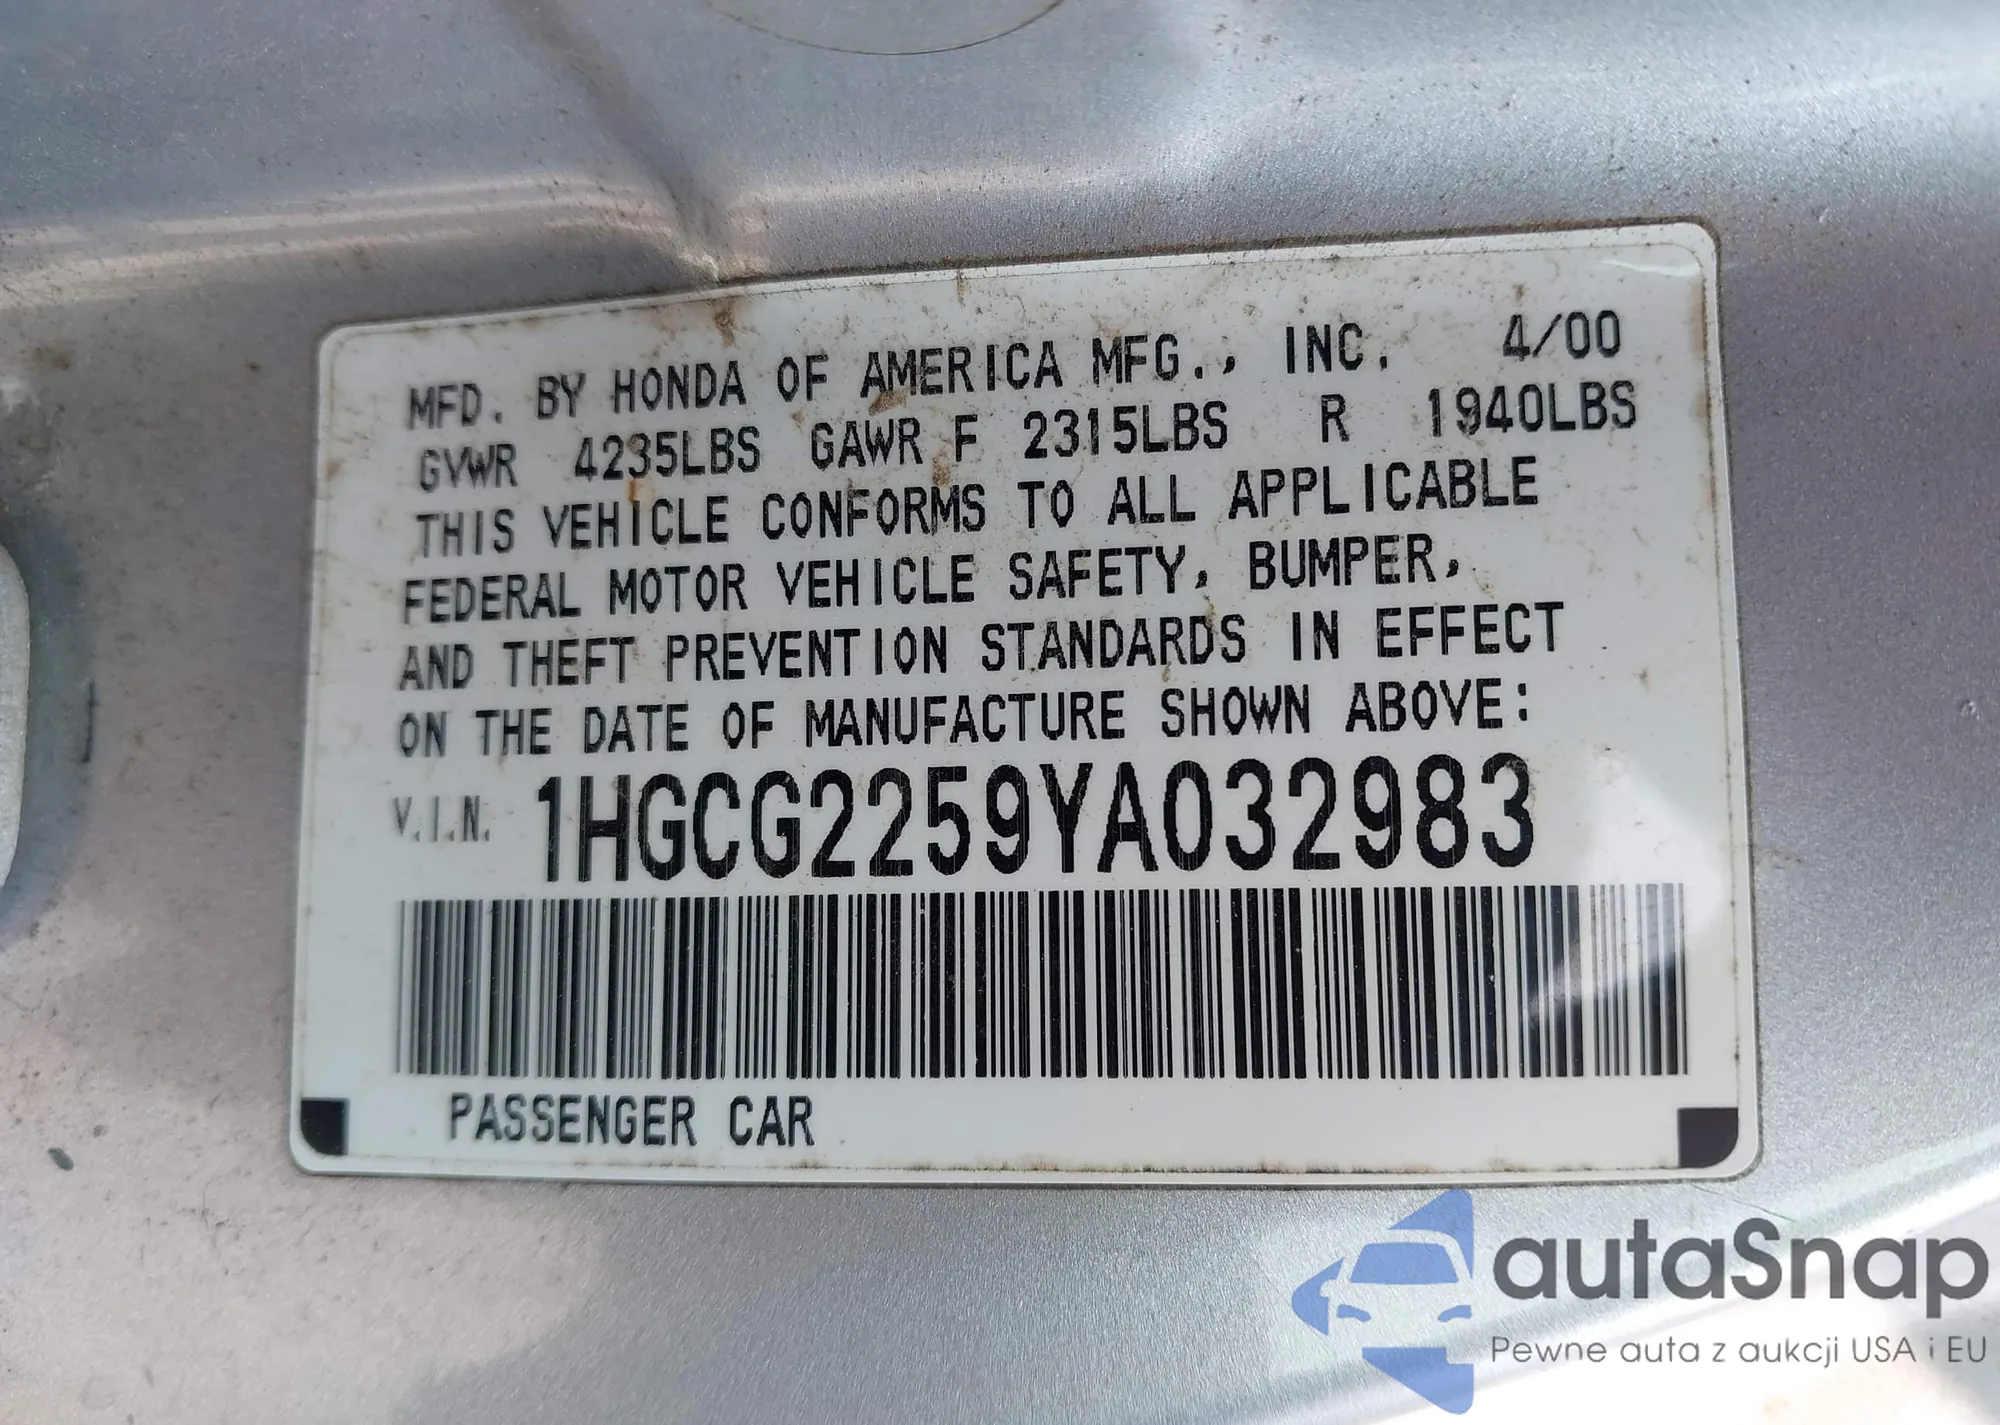 MFD. BY HONDA OF AMERICA MFG., INC. 4/00
GVWR 4235LBS GAWR F 2315LBS R 1940LBS
THIS VEHICLE CONFORMS TO ALL APPLICABLE
FEDERAL MOTOR VEHICLE SAFETY, BUMPER,
AND THEFT PREVENTION STANDARDS IN EFFECT
ON THE DATE OF MANUFACTURE SHOWN ABOVE:
V.I.N. 1HGCG2259YA032983
PASSENGER CAR
autaSnap
Pewne auta z aukcji USA i EU